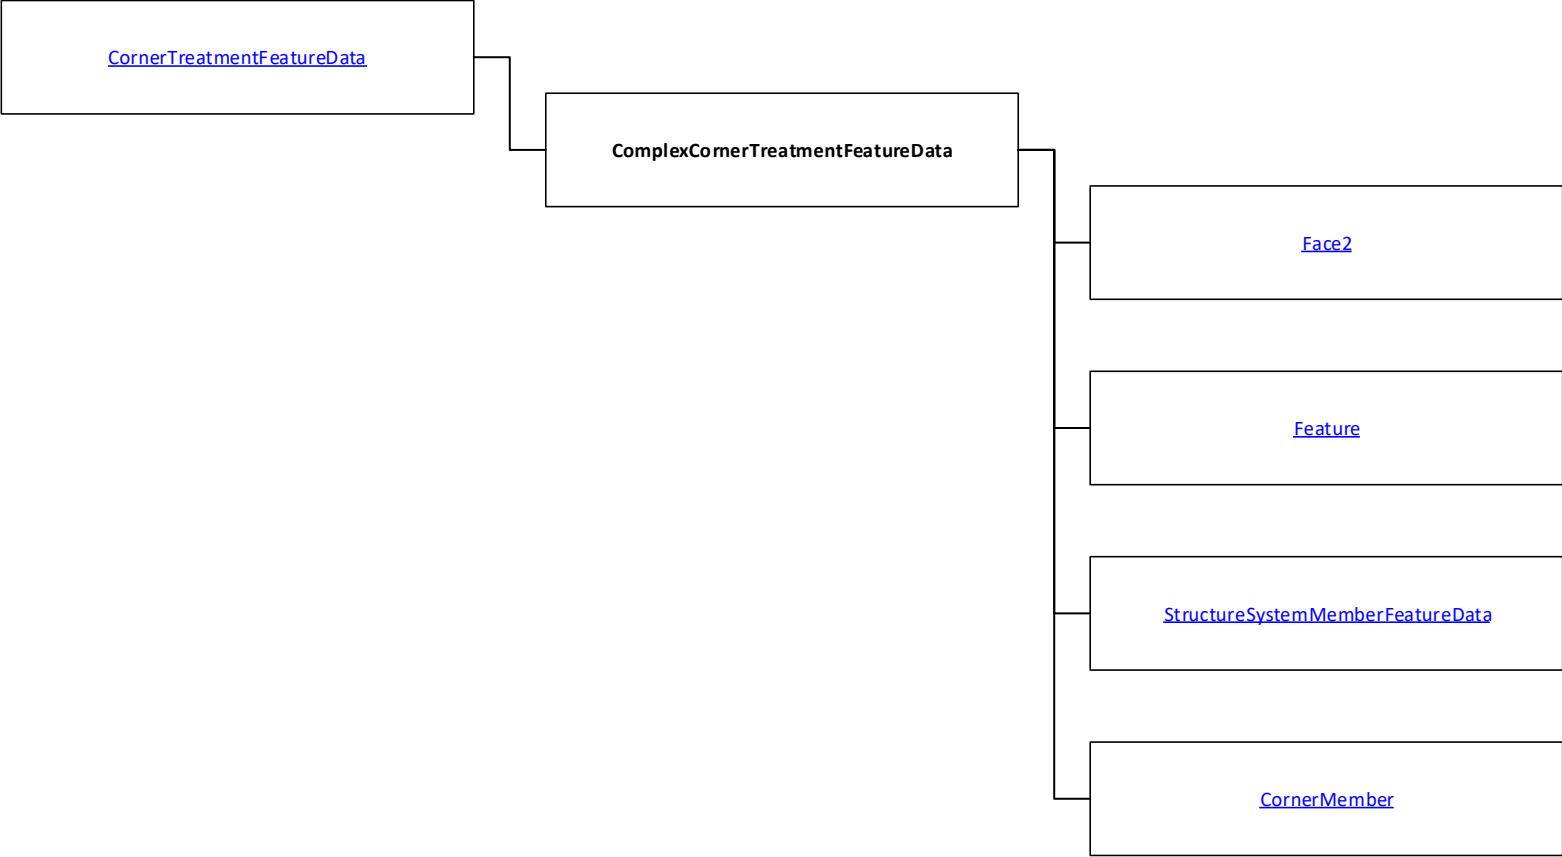 CornerTreatmentFeatureData
ComplexCornerTreatmentFeatureData
Face2
Feature
StructureSystemMemberFeatureData
CornerMember